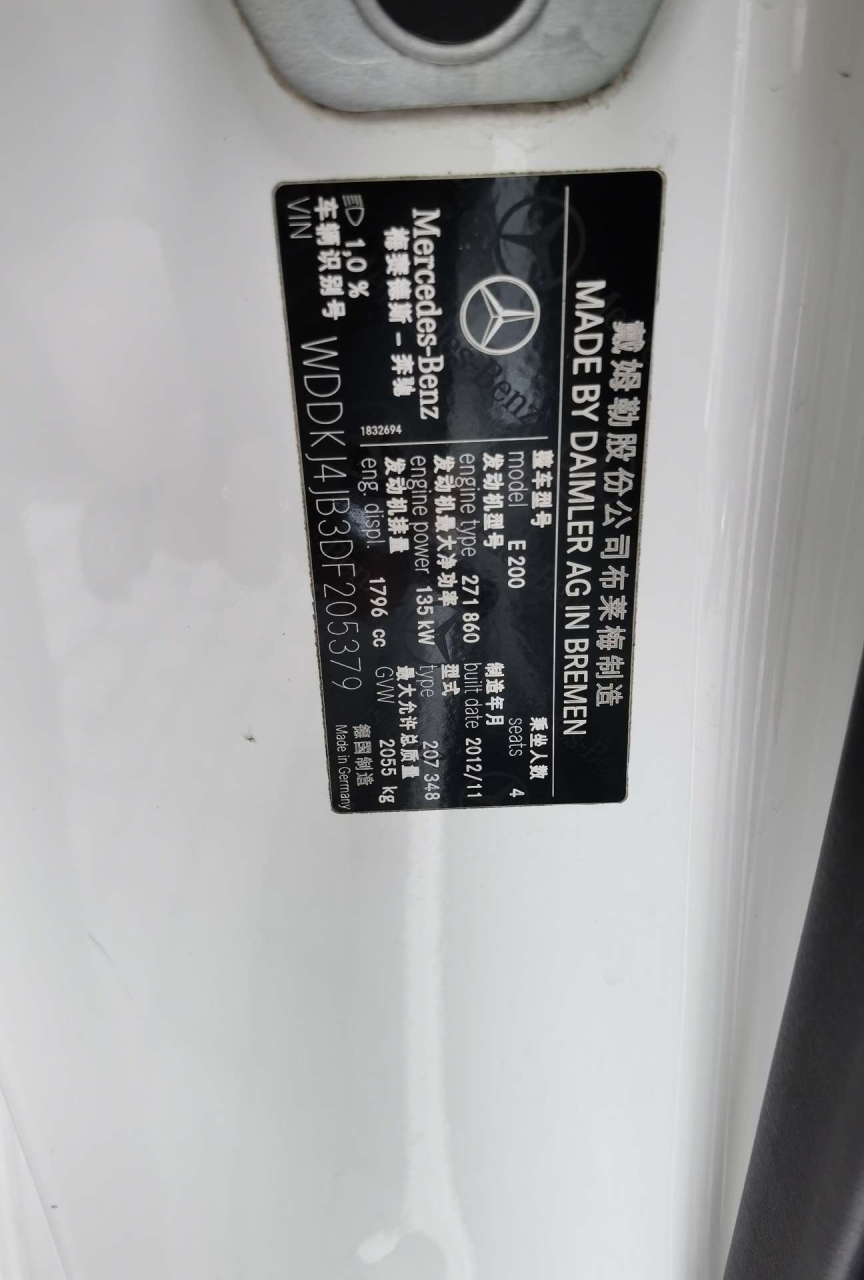 戴姆勒股份公司布莱梅制造
MADE BY DAIMLER AG IN BREMEN
Mercedes-Benz
梅赛德斯 - 奔驰
1,0 %
1832694
整车型号
model E 200
乘坐人数
seats 4
发动机型号
engine type 271 860
制造年月
built date 2012/11
发动机最大净功率
engine power 135 kW
型式
type 207 348
发动机排量
eng. displ. 1796 cc
最大允许总质量
GVW 2055 kg
车辆识别号
VIN WDDKJ4JB3DF205379
德国制造
Made in Germany